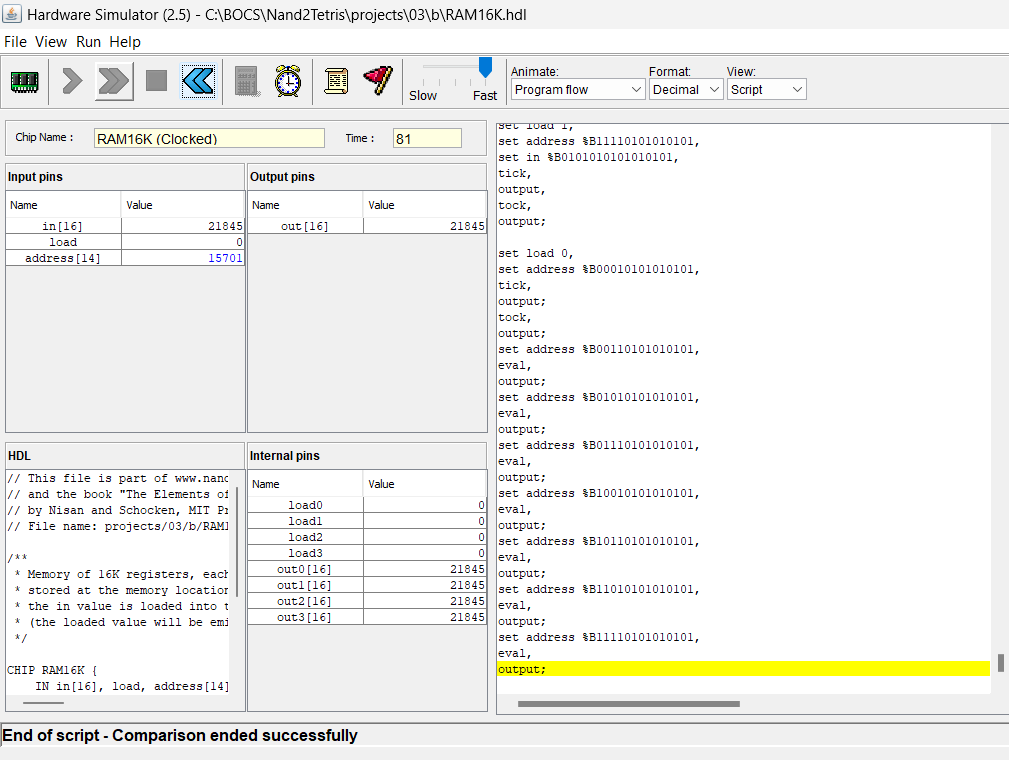 Hardware Simulator (2.5) - C:\BOCS\Nand2Tetris\projects\03\b\RAM16K.hdl
File View Run Help
Slow Fast
Animate: Format: View:
Program flow Decimal Script
Chip Name : RAM16K (Clocked) Time : 81
Input pins
Name Value
in[16] 21845
load 0
address[14] 15701
Output pins
Name Value
out[16] 21845
HDL
// This file is part of www.nand
// and the book "The Elements of
// by Nisan and Schocken, MIT Pr
// File name: projects/03/b/RAM1
/**
* Memory of 16K registers, each
* stored at the memory location
* the in value is loaded into t
* (the loaded value will be emi
*/
CHIP RAM16K {
IN in[16], load, address[14]
Internal pins
Name Value
load0 0
load1 0
load2 0
load3 0
out0[16] 21845
out1[16] 21845
out2[16] 21845
out3[16] 21845
set load 1,
set address %B11110101010101,
set in %B0101010101010101,
tick,
output,
tock,
output;
set load 0,
set address %B00010101010101,
tick,
output;
tock,
output;
set address %B00110101010101,
eval,
output;
set address %B01010101010101,
eval,
output;
set address %B01110101010101,
eval,
output;
set address %B10010101010101,
eval,
output;
set address %B10110101010101,
eval,
output;
set address %B11010101010101,
eval,
output;
set address %B11110101010101,
eval,
output;
End of script - Comparison ended successfully